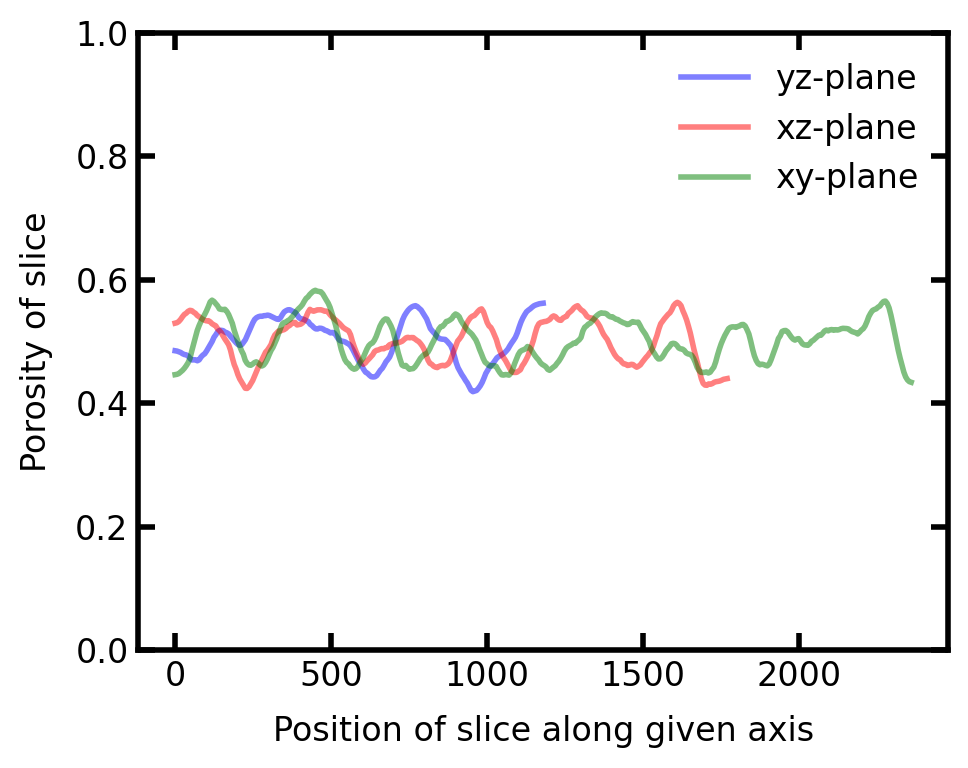 1.0
0.8
0.6
0.4
0.2
0.0
Porosity of slice
yz-plane
xz-plane
xy-plane
0 500 1000 1500 2000
Position of slice along given axis